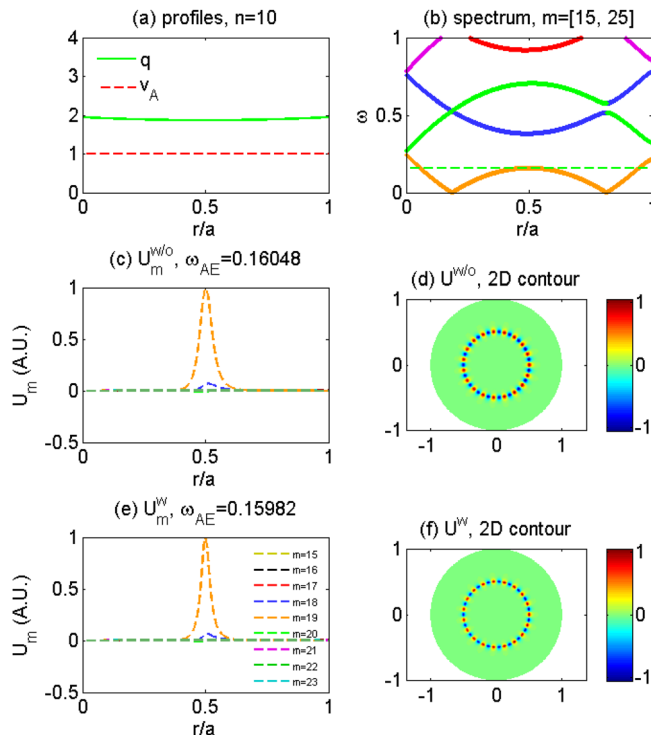 (a) profiles, n=10
4
3
2
1
0
q
v_A
0
0.5
1
r/a
(b) spectrum, m=[15, 25]
1
0.5
0
ω
0
0.5
1
r/a
(c) U_m^{w/o}, ω_AE=0.16048
1
0.5
0
-0.5
U_m (A.U.)
0
0.5
1
r/a
(d) U^{w/o}, 2D contour
1
0
-1
-1
0
1
1
0
-1
(e) U_m^w, ω_AE=0.15982
1
0.5
0
-0.5
U_m (A.U.)
m=15
m=16
m=17
m=18
m=19
m=20
m=21
m=22
m=23
0
0.5
1
r/a
(f) U^w, 2D contour
1
0
-1
-1
0
1
1
0
-1